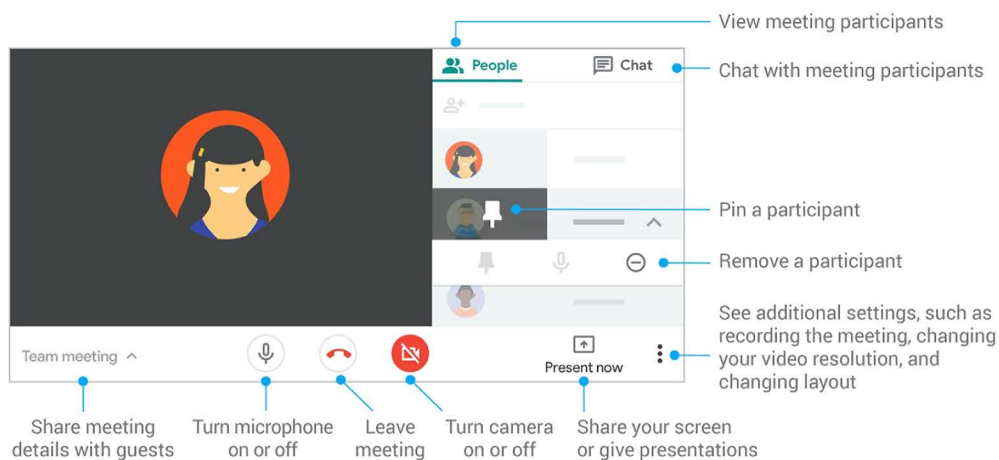 View meeting participants
People
Chat
Chat with meeting participants
Pin a participant
Remove a participant
See additional settings, such as
recording the meeting, changing
your video resolution, and
changing layout
Team meeting
Present now
Share meeting
details with guests
Turn microphone
on or off
Leave
meeting
Turn camera
on or off
Share your screen
or give presentations